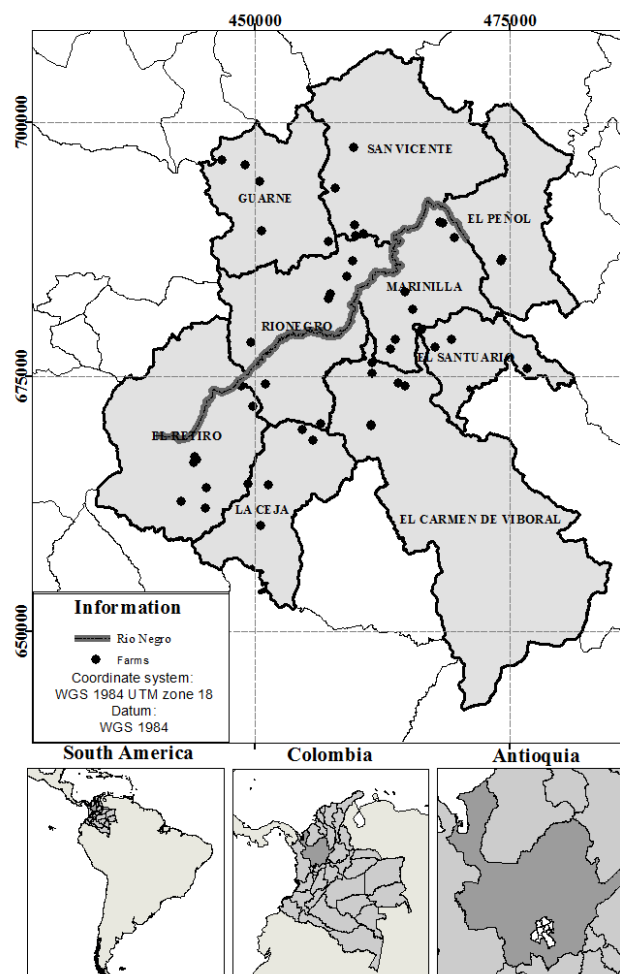 450000 475000
700000
675000
650000
SAN VICENTE
GUARNE
EL PEÑOL
MARINILLA
RIONEGRO
EL SANTUARIO
EL RETIRO
LA CEJA
EL CARMEN DE VIBORAL
Information
Rio Negro
Farms
Coordinate system:
WGS 1984 UTM zone 18
Datum:
WGS 1984
South America Colombia Antioquia